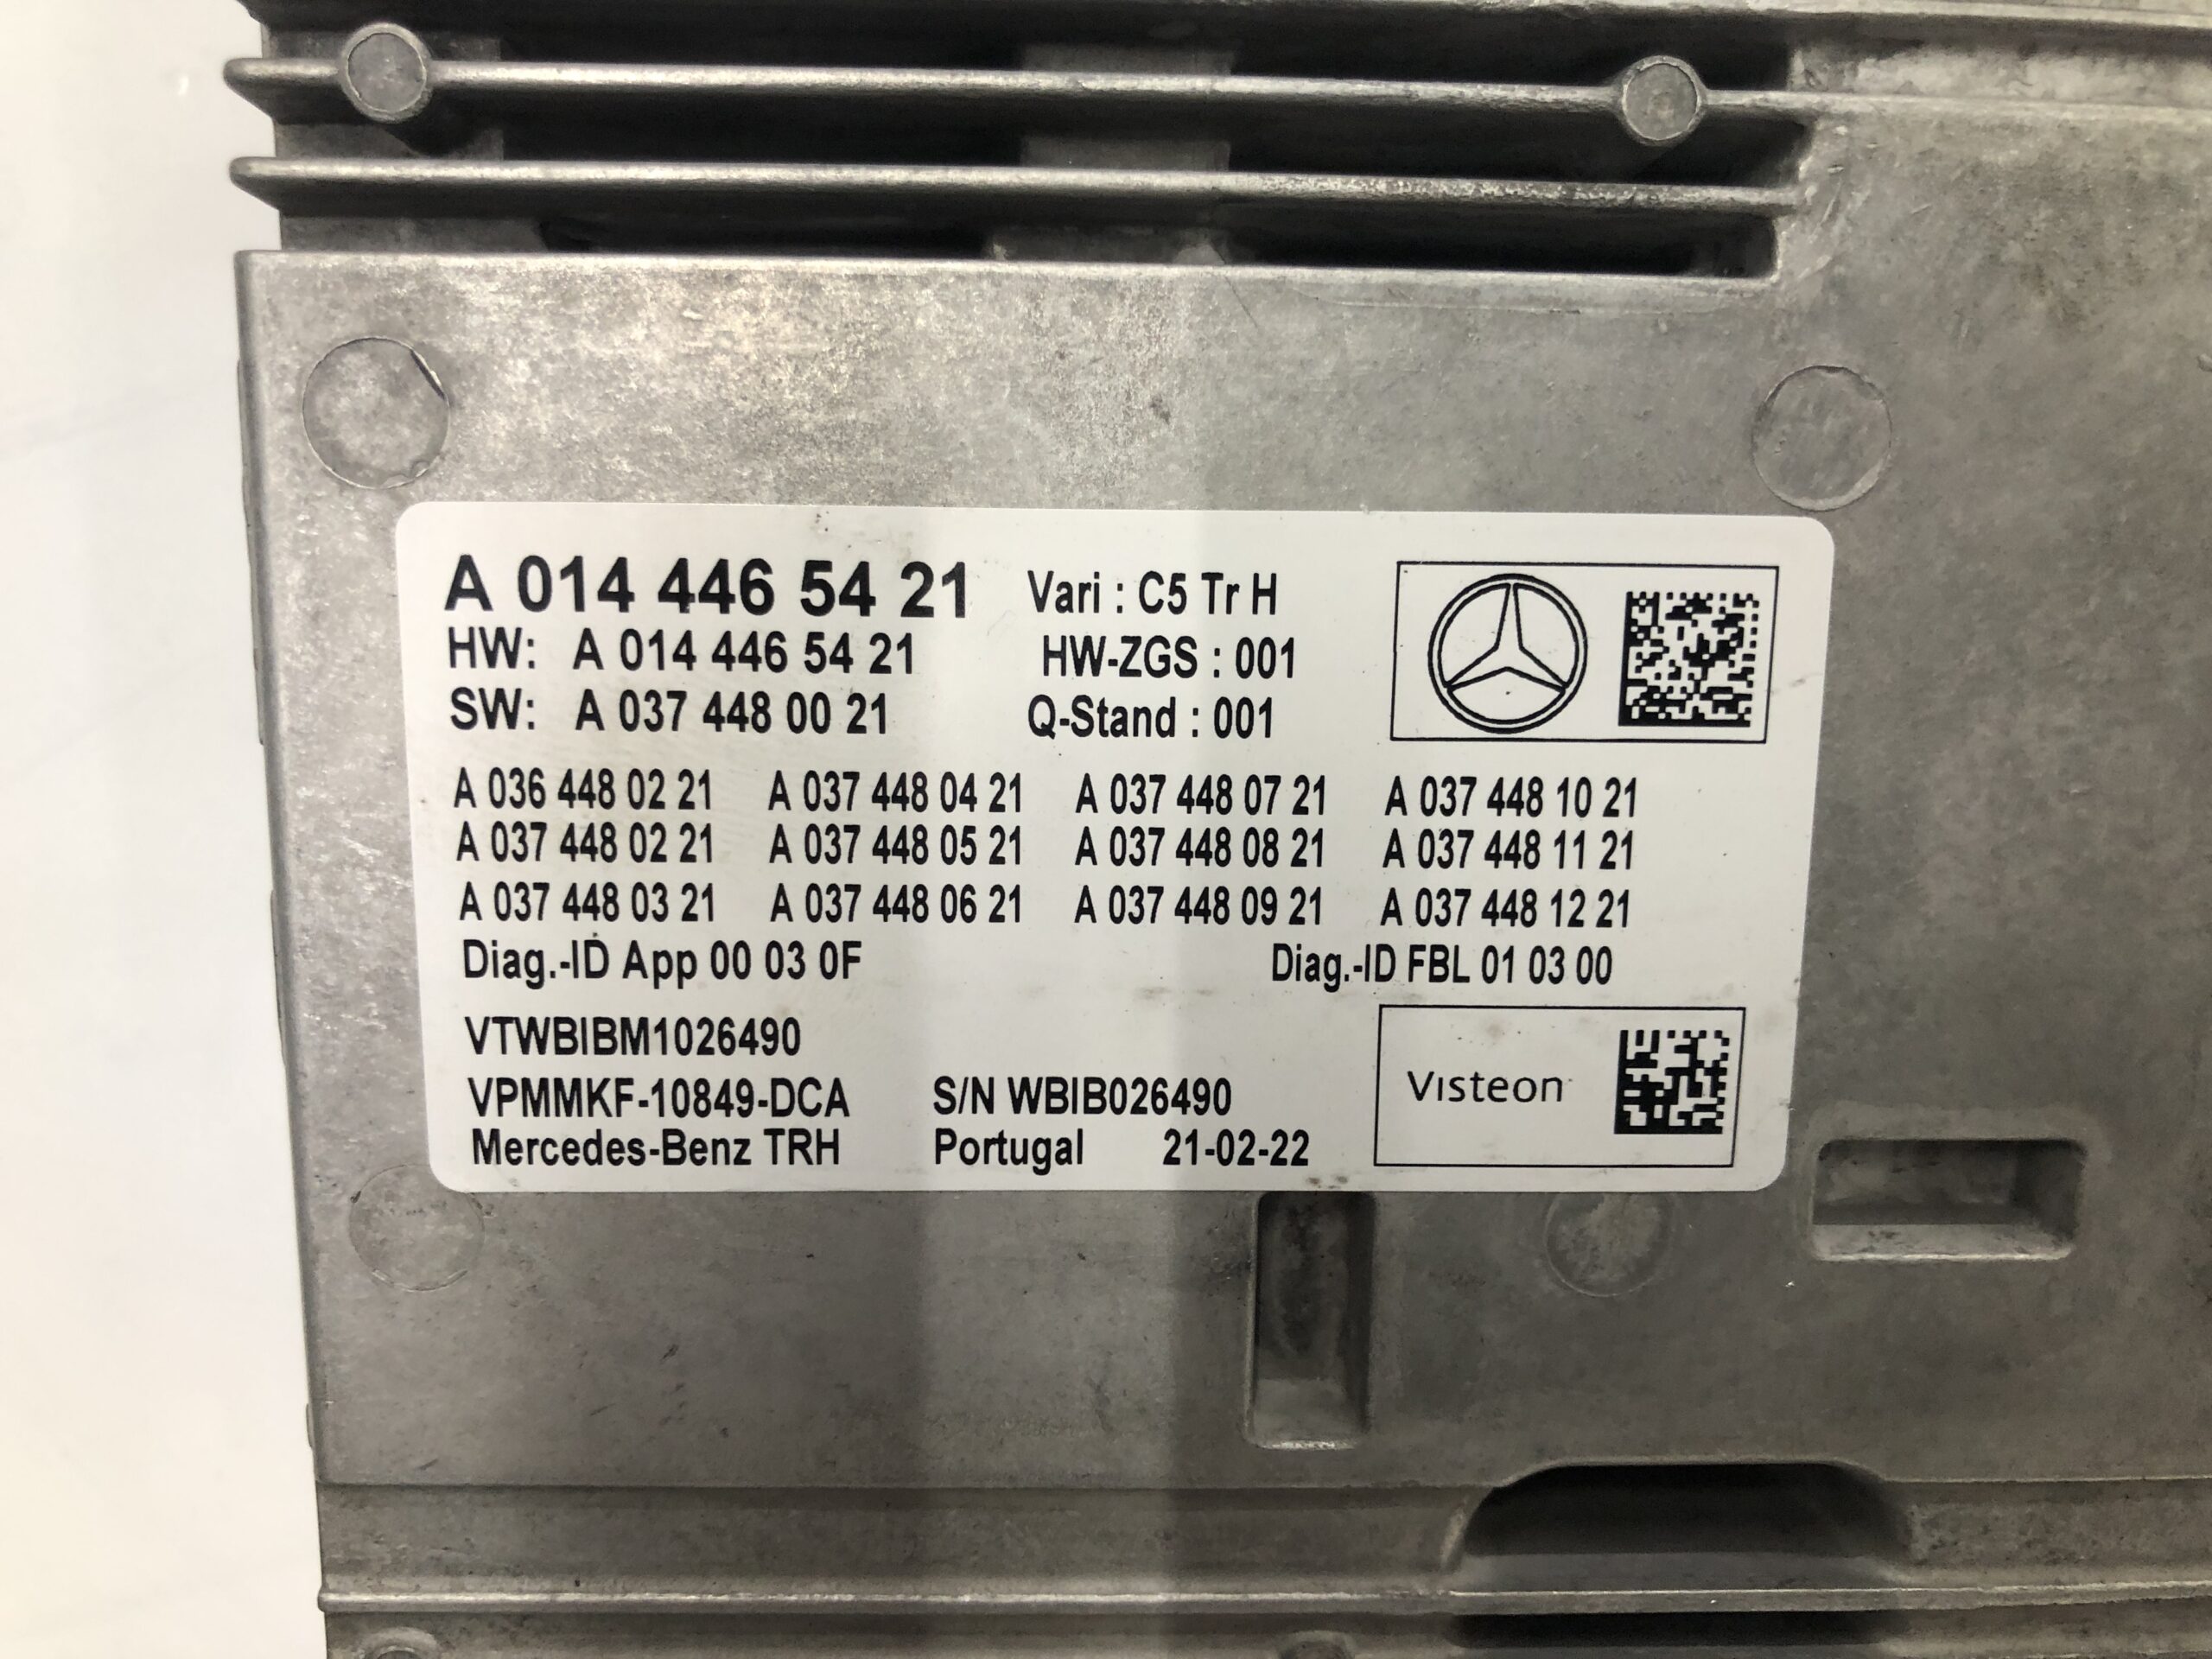 A 014 446 54 21 Vari : C5 Tr H
HW: A 014 446 54 21 HW-ZGS : 001
SW: A 037 448 00 21 Q-Stand : 001
A 036 448 02 21 A 037 448 04 21 A 037 448 07 21 A 037 448 10 21
A 037 448 02 21 A 037 448 05 21 A 037 448 08 21 A 037 448 11 21
A 037 448 03 21 A 037 448 06 21 A 037 448 09 21 A 037 448 12 21
Diag.-ID App 00 03 0F Diag.-ID FBL 01 03 00
VTWBIBM1026490
VPMMKF-10849-DCA S/N WBIB026490 Visteon
Mercedes-Benz TRH Portugal 21-02-22